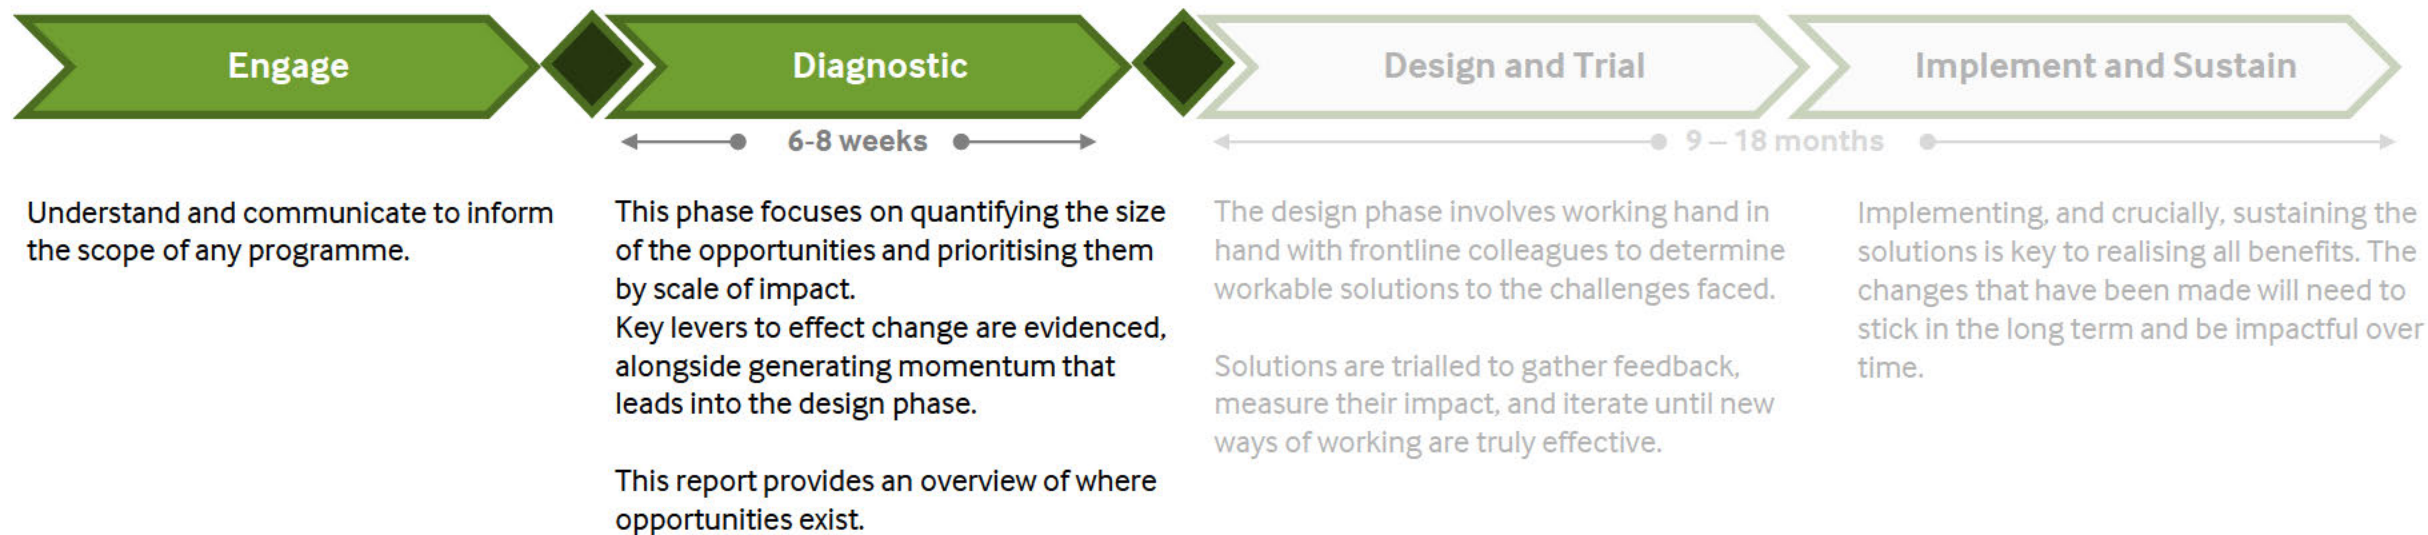 Engage
Diagnostic
Design and Trial
Implement and Sustain
6-8 weeks
9 – 18 months
Understand and communicate to inform
the scope of any programme.
This phase focuses on quantifying the size
of the opportunities and prioritising them
by scale of impact.
Key levers to effect change are evidenced,
alongside generating momentum that
leads into the design phase.
This report provides an overview of where
opportunities exist.
The design phase involves working hand in
hand with frontline colleagues to determine
workable solutions to the challenges faced.
Solutions are trialled to gather feedback,
measure their impact, and iterate until new
ways of working are truly effective.
Implementing, and crucially, sustaining the
solutions is key to realising all benefits. The
changes that have been made will need to
stick in the long term and be impactful over
time.